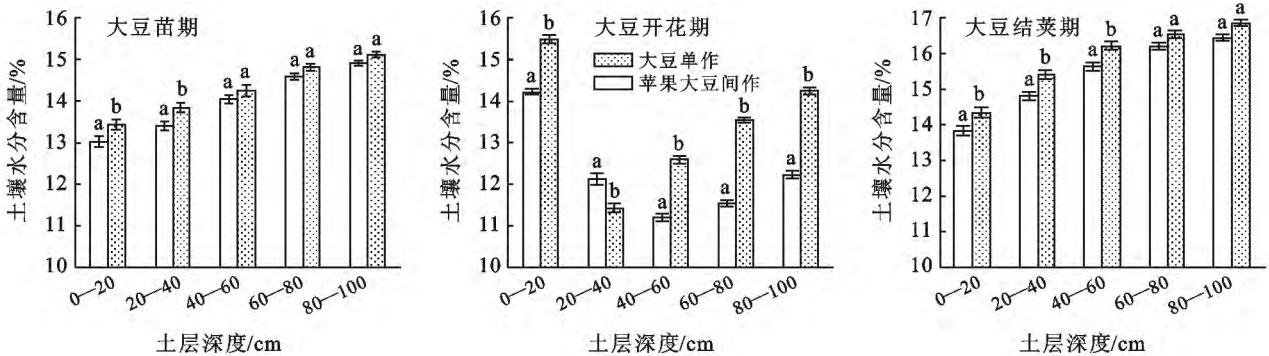 大豆苗期
土壤水分含量/%
16
15
14
13
12
11
10
a b a b a a a a a a
0—20
20—40
40—60
60—80
80—100
土层深度/cm
大豆开花期
大豆单作
苹果大豆间作
土壤水分含量/%
16
15
14
13
12
11
10
a b a b a b a b a b
0—20
20—40
40—60
60—80
80—100
土层深度/cm
大豆结荚期
土壤水分含量/%
17
16
15
14
13
12
11
10
a b a b a b a a a a
0—20
20—40
40—60
60—80
80—100
土层深度/cm